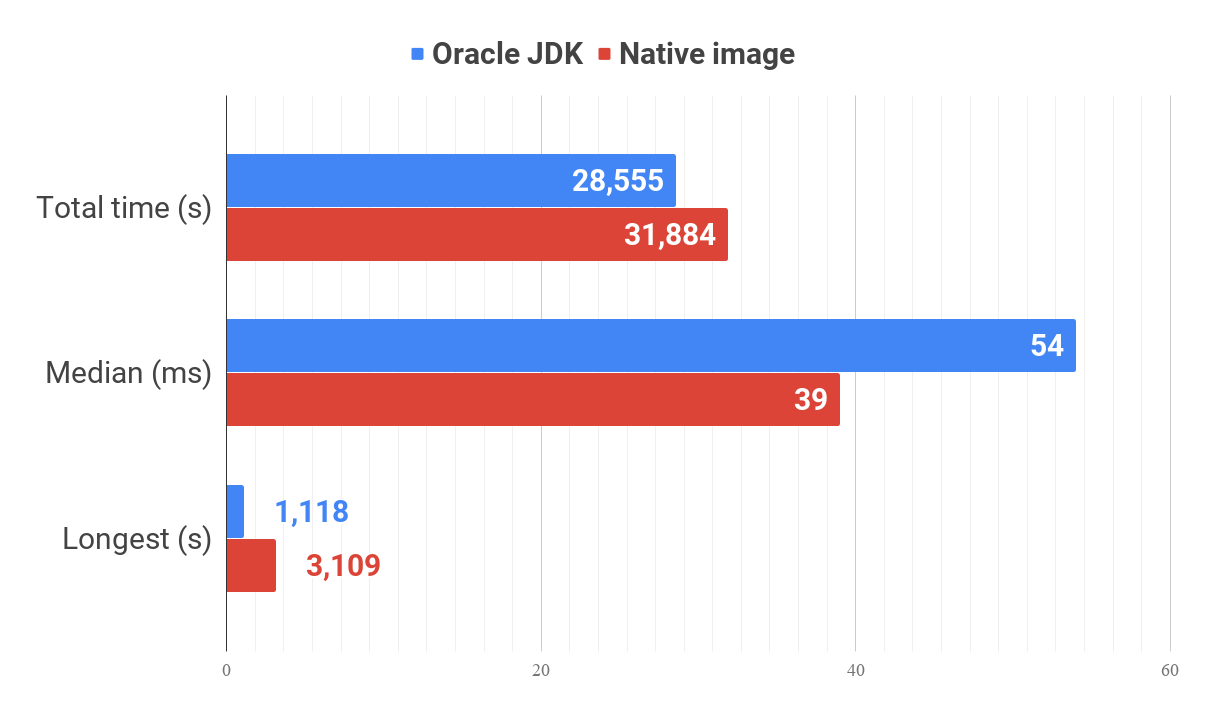 Oracle JDK Native image
Total time (s)
28,555
31,884
Median (ms)
54
39
Longest (s)
1,118
3,109
0 20 40 60